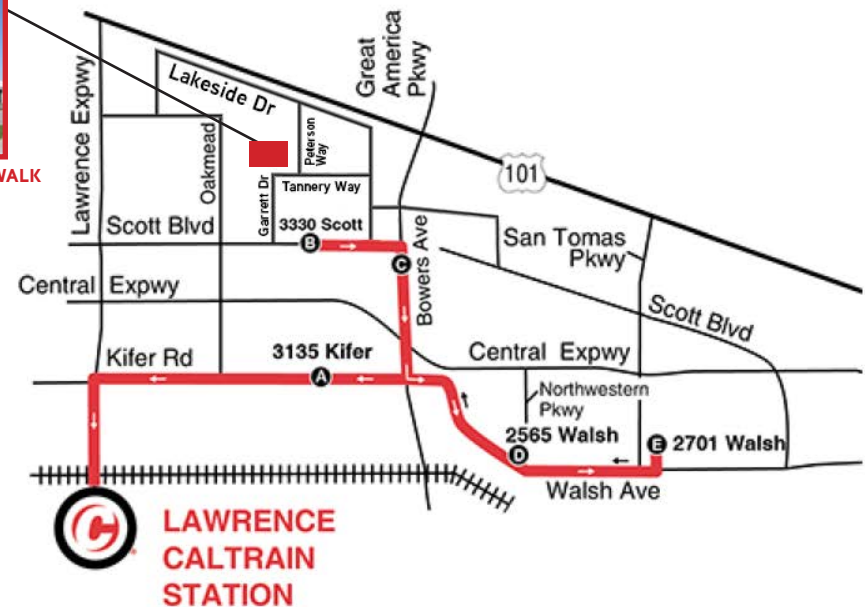 WALK
Lawrence Expwy
Lakeside Dr
Great
America
Pkwy
Oakmead
Peterson
Way
Garrett Dr
Tannery Way
101
Scott Blvd
3330 Scott
B
C
Bowers Ave
San Tomas
Pkwy
Central Expwy
Scott Blvd
Kifer Rd
3135 Kifer
A
Central Expwy
Northwestern
Pkwy
2565 Walsh
D
E 2701 Walsh
Walsh Ave
C
LAWRENCE
CALTRAIN
STATION